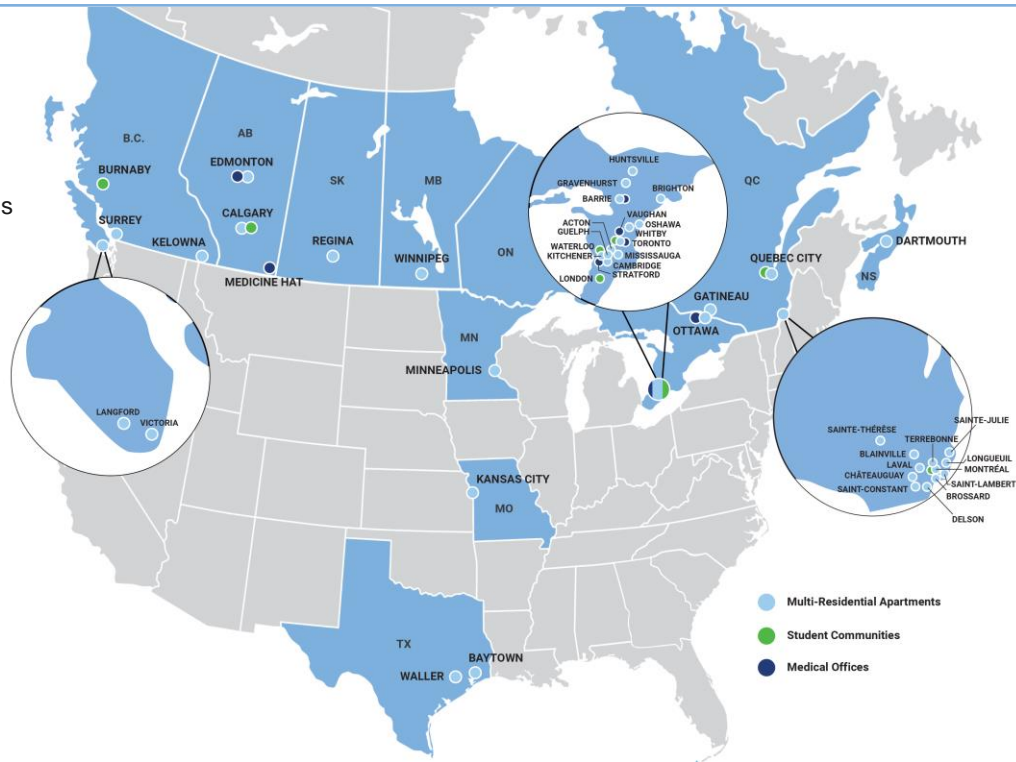 s
B.C.
AB
SK
MB
ON
QC
NS
MN
MO
TX
BURNABY
SURREY
KELOWNA
EDMONTON
CALGARY
MEDICINE HAT
REGINA
WINNIPEG
MINNEAPOLIS
KANSAS CITY
WALLER
BAYTOWN
OTTAWA
GATINEAU
QUEBEC CITY
DARTMOUTH
LANGFORD
VICTORIA
HUNTSVILLE
GRAVENHURST
BARRIE
BRIGHTON
ACTON
GUELPH
WATERLOO
KITCHENER
LONDON
VAUGHAN
OSHAWA
WHITBY
TORONTO
MISSISSAUGA
CAMBRIDGE
STRATFORD
SAINTE-JULIE
SAINTE-THÉRÈSE
TERREBONNE
BLAINVILLE
LONGUEUIL
LAVAL
MONTRÉAL
CHÂTEAUGUAY
SAINT-LAMBERT
SAINT-CONSTANT
BROSSARD
DELSON
Multi-Residential Apartments
Student Communities
Medical Offices